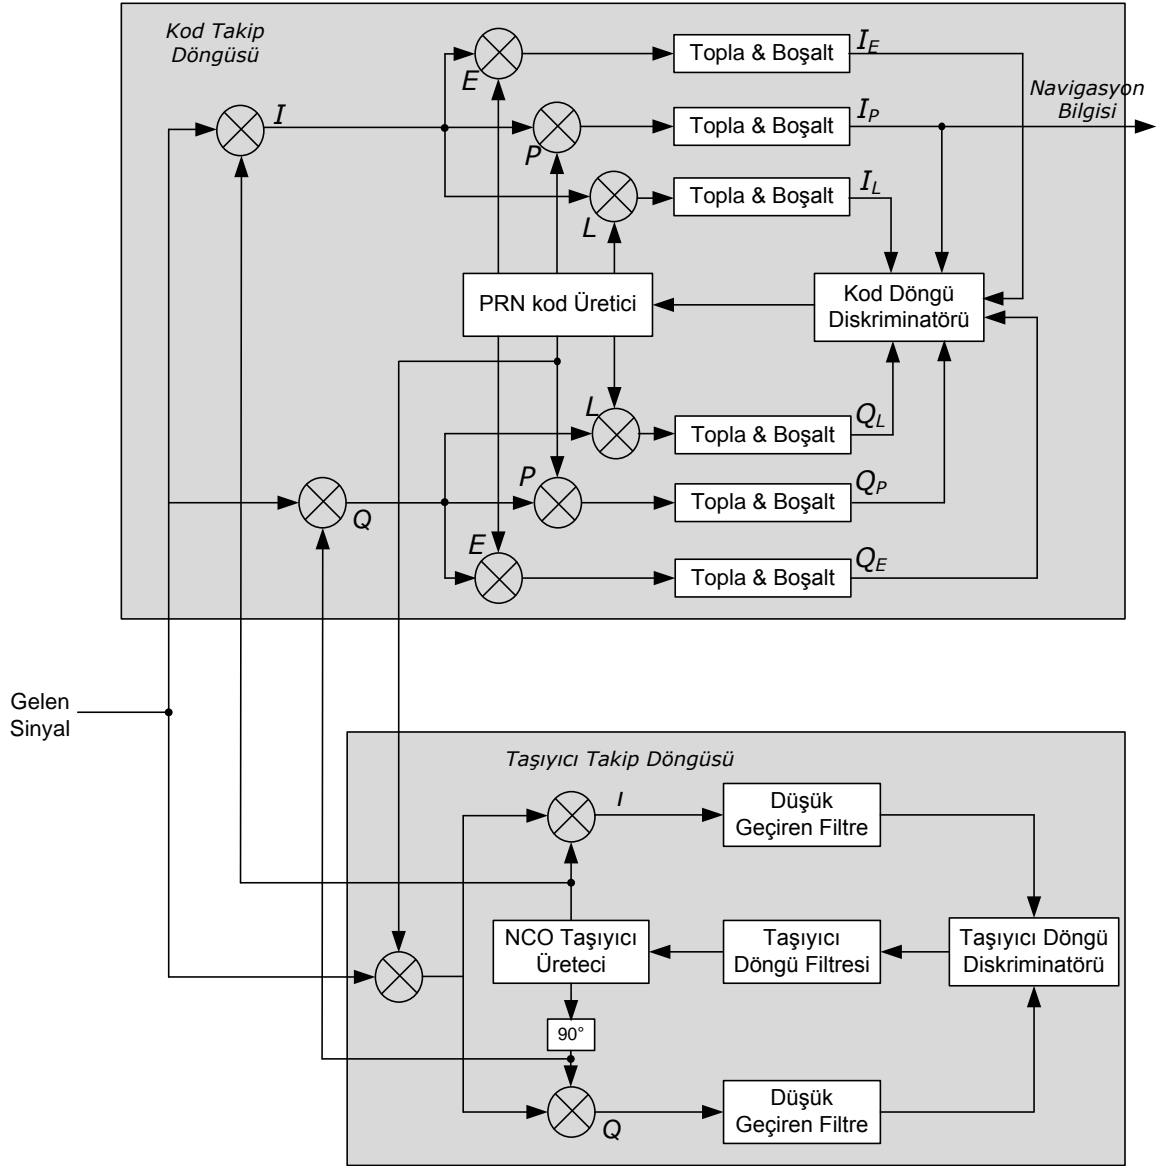 Kod Takip
Döngüsü
E
Topla & Boşalt
I_E
Navigasyon
Bilgisi
I
P
Topla & Boşalt
I_P
L
Topla & Boşalt
I_L
PRN kod Üretici
Kod Döngü
Diskriminatörü
L
Topla & Boşalt
Q_L
Q
P
Topla & Boşalt
Q_P
E
Topla & Boşalt
Q_E
Gelen
Sinyal
Taşıyıcı Takip Döngüsü
I
Düşük
Geçiren Filtre
NCO Taşıyıcı
Üreteci
Taşıyıcı
Döngü Filtresi
Taşıyıcı Döngü
Diskriminatörü
90°
Q
Düşük
Geçiren Filtre